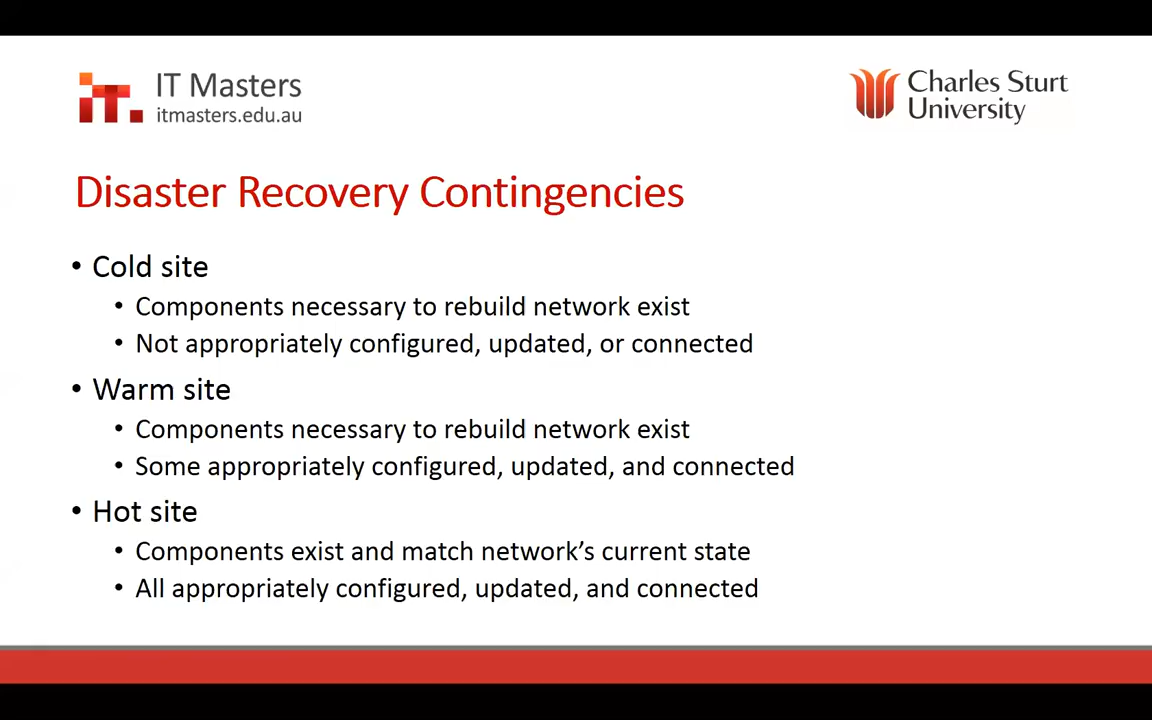 IT Masters
itmasters.edu.au
Charles Sturt
University
Disaster Recovery Contingencies
• Cold site
• Components necessary to rebuild network exist
• Not appropriately configured, updated, or connected
• Warm site
• Components necessary to rebuild network exist
• Some appropriately configured, updated, and connected
• Hot site
• Components exist and match network's current state
• All appropriately configured, updated, and connected